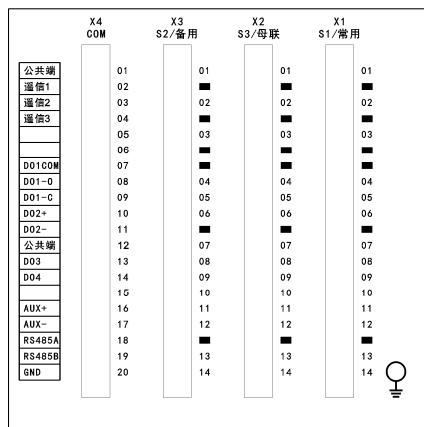 X4 X3 X2 X1
COM S2/备用 S3/母联 S1/常用
公共端 01 01 01 01
遥信1 02
遥信2 03 02 02 02
遥信3 04
05 03 03 03
06
DO1COM 07
DO1-O 08 04 04 04
DO1-C 09 05 05 05
DO2+ 10 06 06 06
DO2- 11
公共端 12 07 07 07
DO3 13 08 08 08
DO4 14 09 09 09
15 10 10 10
AUX+ 16 11 11 11
AUX- 17 12 12 12
RS485A 18
RS485B 19 13 13 13
GND 20 14 14 14